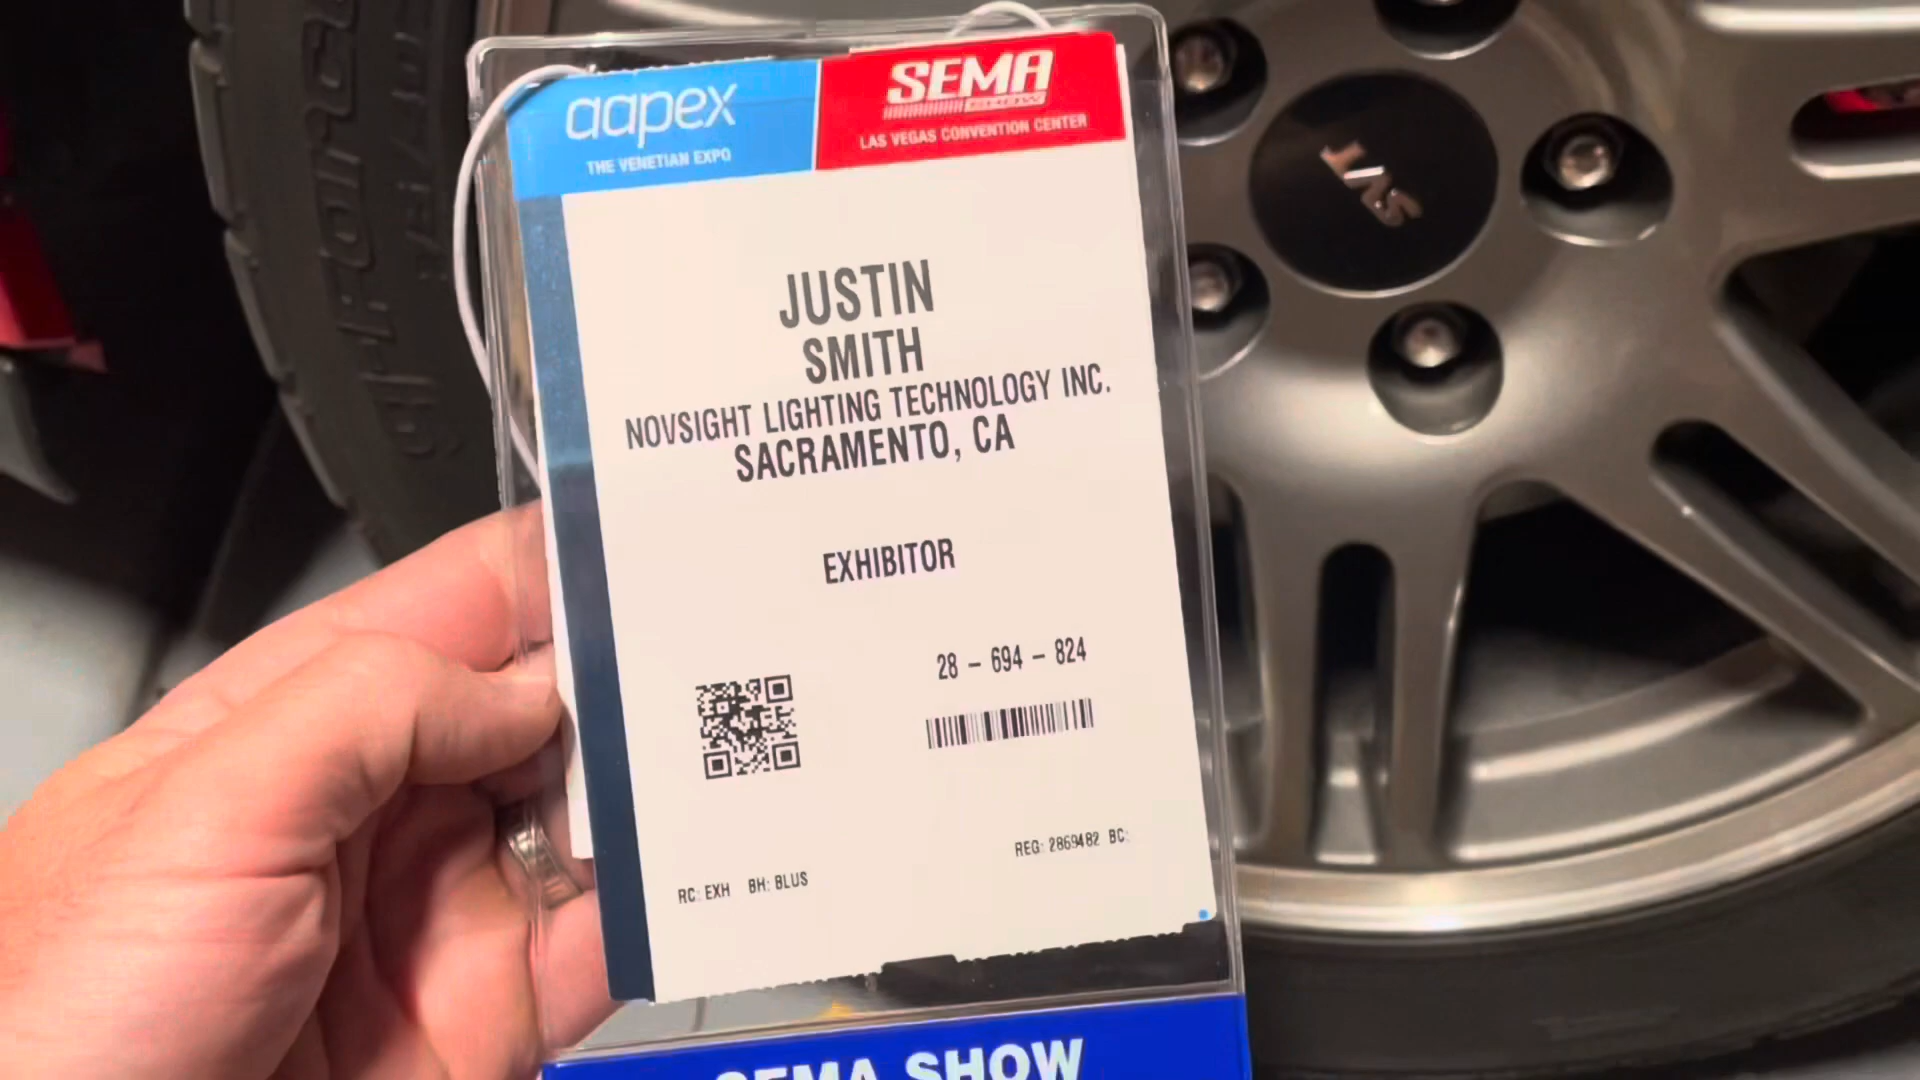 aapex
THE VENETIAN EXPO
SEMA
LAS VEGAS CONVENTION CENTER
JUSTIN
SMITH
NOVSIGHT LIGHTING TECHNOLOGY INC.
SACRAMENTO, CA
EXHIBITOR
28 - 694 - 824
REG: 2869482 BC:
RC: EXH BH: BLUS
SEMA SHOW
SVT